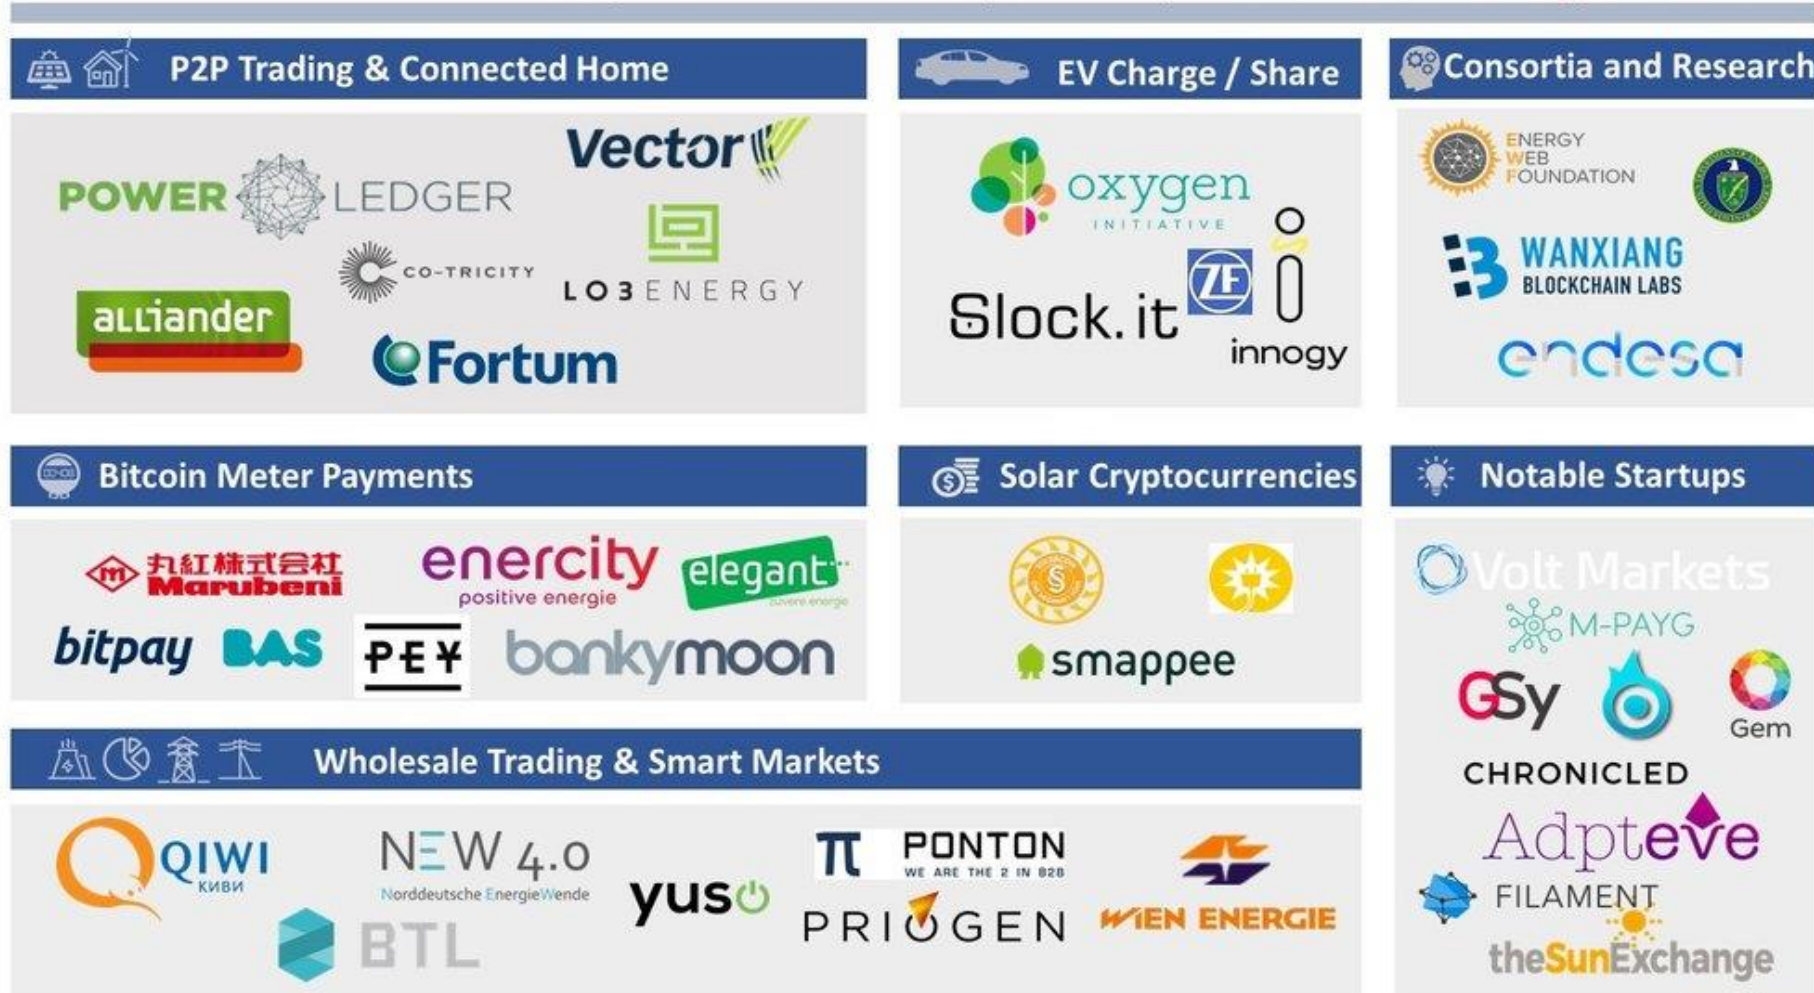 P2P Trading & Connected Home
Vector
POWER LEDGER
CO-TRICITY
LO3ENERGY
alliander
Fortum
EV Charge / Share
oxygen
INITIATIVE
ZF
Slock.it
innogy
Consortia and Research
ENERGY
WEB
FOUNDATION
WANXIANG
BLOCKCHAIN LABS
endesa
Bitcoin Meter Payments
丸紅株式会社
Marubeni
enercity
positive energie
elegant
zuvere energie
bitpay
BAS
PEY
bankymoon
Solar Cryptocurrencies
smappee
Notable Startups
Volt Markets
M-PAYG
GSy
Gem
CHRONICLED
Adpteve
FILAMENT
theSunExchange
Wholesale Trading & Smart Markets
QIWI
КИВИ
NEW 4.0
Norddeutsche EnergieWende
BTL
yuso
PONTON
WE ARE THE 2 IN B2B
PRIOGEN
WIEN ENERGIE